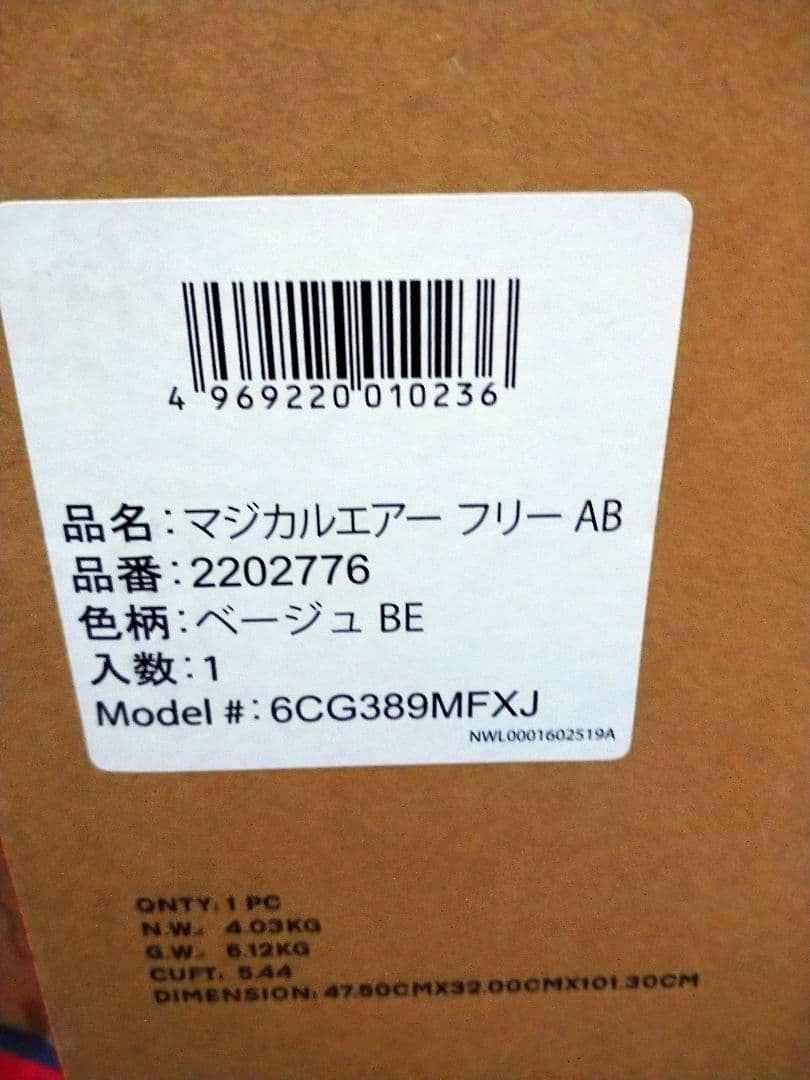 4 969220 010236
品名:マジカルエアー フリー AB
品番:2202776
色柄:ベージュ BE
入数:1
Model #:6CG389MFXJ
NWL0001602519A
QNTY: 1 PC
N.W.: 4.03KG
G.W.: 6.12KG
CUFT: 5.44
DIMENSION: 47.50CMX32.00CMX101.30CM